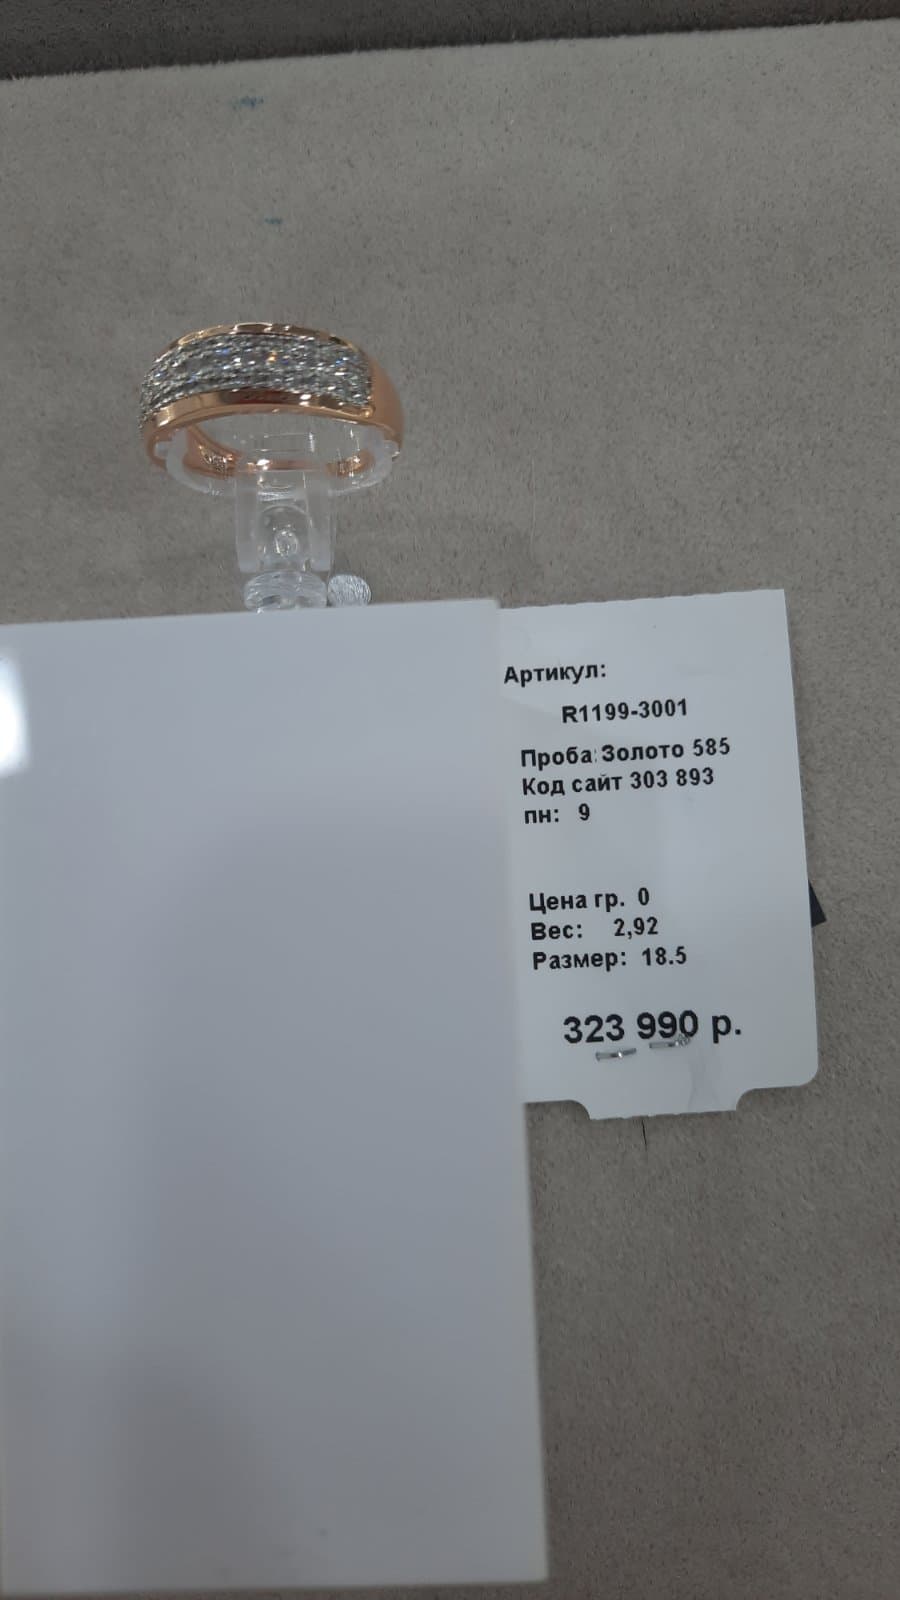 Артикул:
R1199-3001
Проба: Золото 585
Код сайт 303 893
пн: 9
Цена гр. 0
Вес: 2,92
Размер: 18.5
323 990 р.